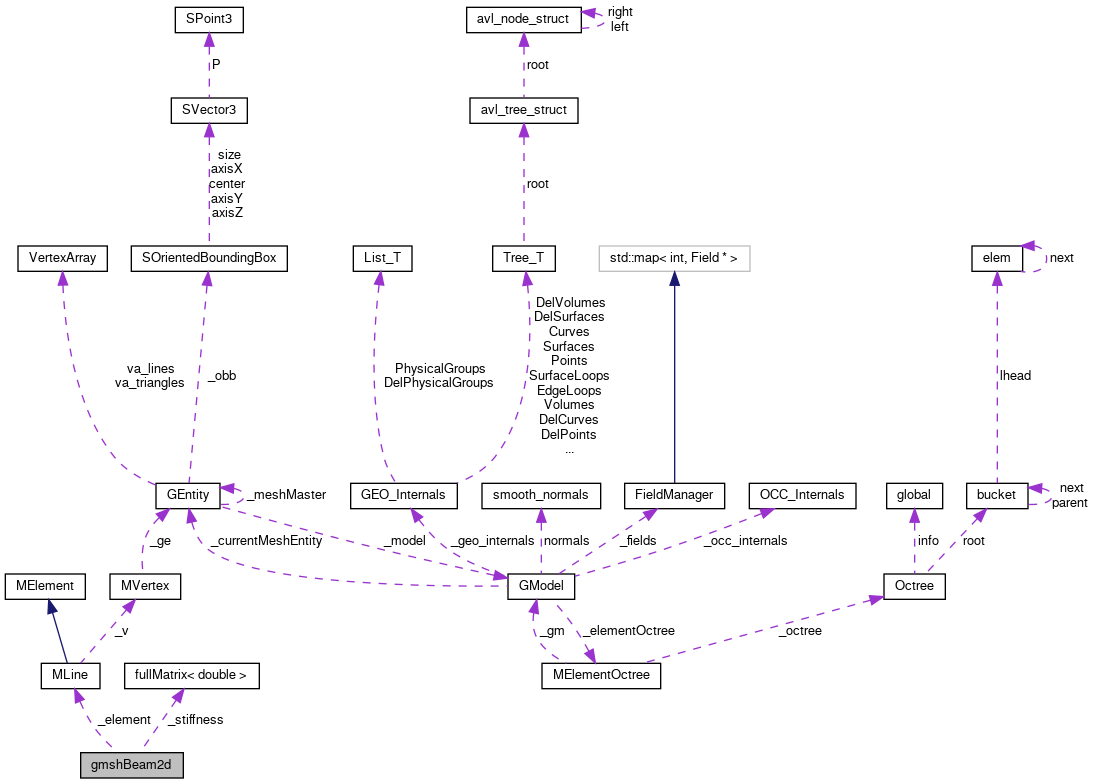 SPoint3
avl_node_struct
right
left
P
root
SVector3
avl_tree_struct
size
axisX
center
axisY
axisZ
root
VertexArray
SOrientedBoundingBox
List_T
Tree_T
std::map< int, Field * >
elem
next
va_lines
va_triangles
_obb
PhysicalGroups
DelPhysicalGroups
DelVolumes
DelSurfaces
Curves
Surfaces
Points
SurfaceLoops
EdgeLoops
Volumes
DelCurves
DelPoints
...
lhead
GEntity
_meshMaster
GEO_Internals
smooth_normals
FieldManager
OCC_Internals
global
bucket
next
parent
_ge
_currentMeshEntity
_model
_geo_internals
normals
_fields
_occ_internals
info
root
MElement
MVertex
GModel
Octree
_v
_gm
_elementOctree
_octree
MLine
fullMatrix< double >
MElementOctree
_element
_stiffness
gmshBeam2d